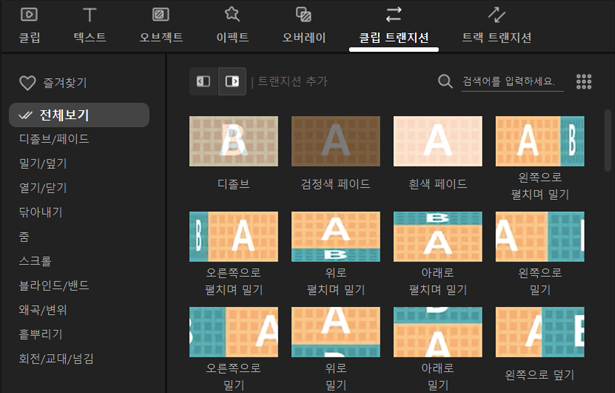 클립 텍스트 오브젝트 이펙트 오버레이 클립 트랜지션 트랙 트랜지션
즐겨찾기
전체보기
디졸브/페이드
밀기/덮기
열기/닫기
닦아내기
줌
스크롤
블라인드/밴드
왜곡/변위
흩뿌리기
회전/교대/넘김
| 트랜지션 추가 검색어를 입력하세요.
B A A A A B
디졸브 검정색 페이드 흰색 페이드 왼쪽으로
펼치며 밀기
B A A B B A A B
오른쪽으로 위로 아래로 왼쪽으로
펼치며 밀기 펼치며 밀기 펼치며 밀기 밀기
B A A B B A A B
오른쪽으로 위로 아래로 왼쪽으로 덮기
밀기 밀기 밀기